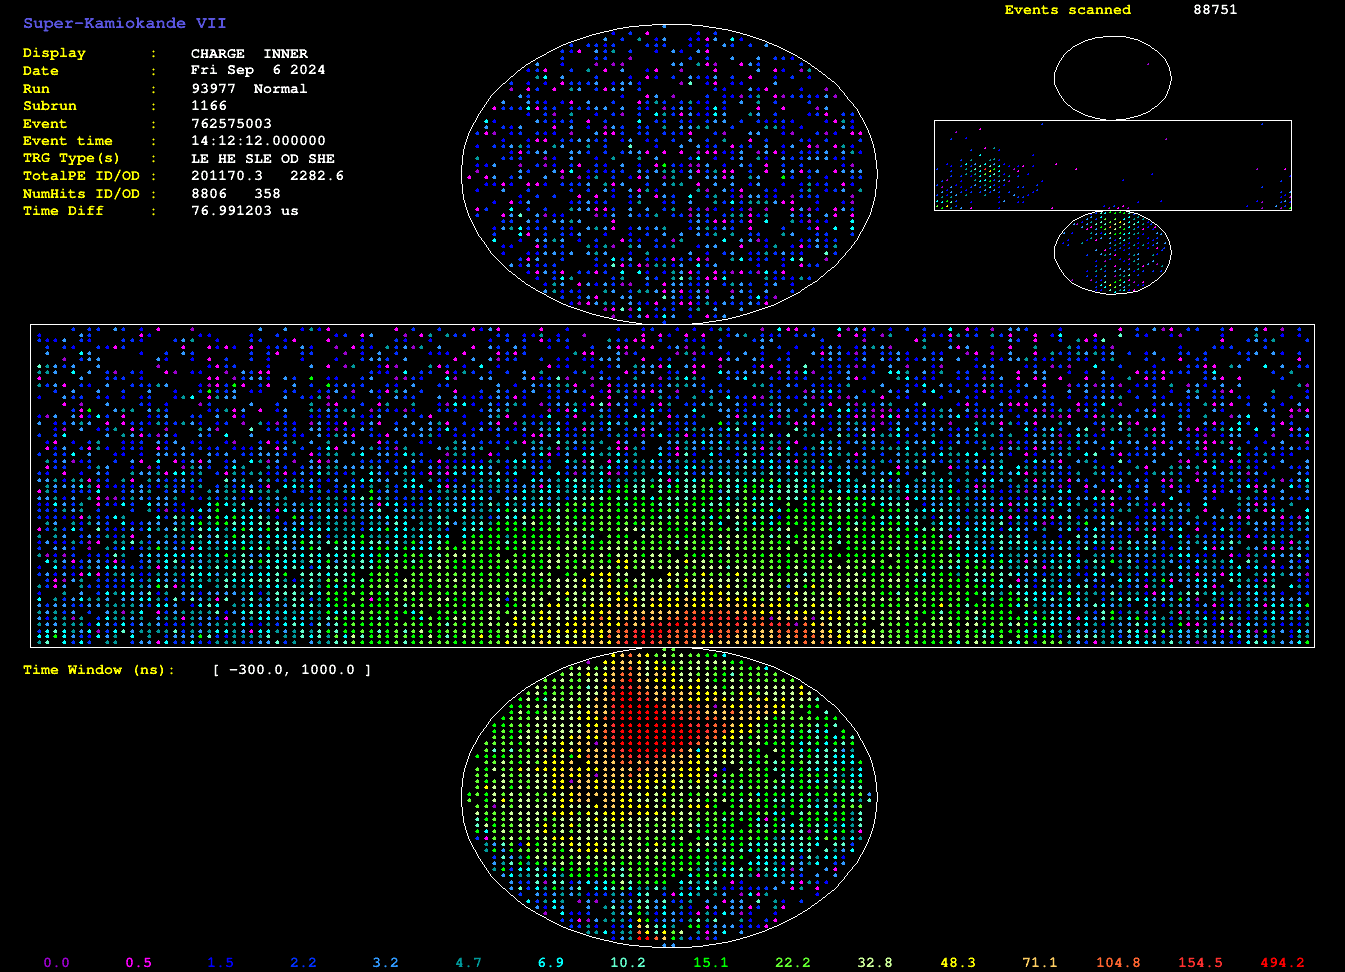 Super-Kamiokande VII
Events scanned 88751
Display : CHARGE INNER
Date : Fri Sep 6 2024
Run : 93977 Normal
Subrun : 1166
Event : 762575003
Event time : 14:12:12.000000
TRG Type(s) : LE HE SLE OD SHE
TotalPE ID/OD : 201170.3 2282.6
NumHits ID/OD : 8806 358
Time Diff : 76.991203 us
Time Window (ns): [ -300.0, 1000.0 ]
0.0 0.5 1.5 2.2 3.2 4.7 6.9 10.2 15.1 22.2 32.8 48.3 71.1 104.8 154.5 494.2